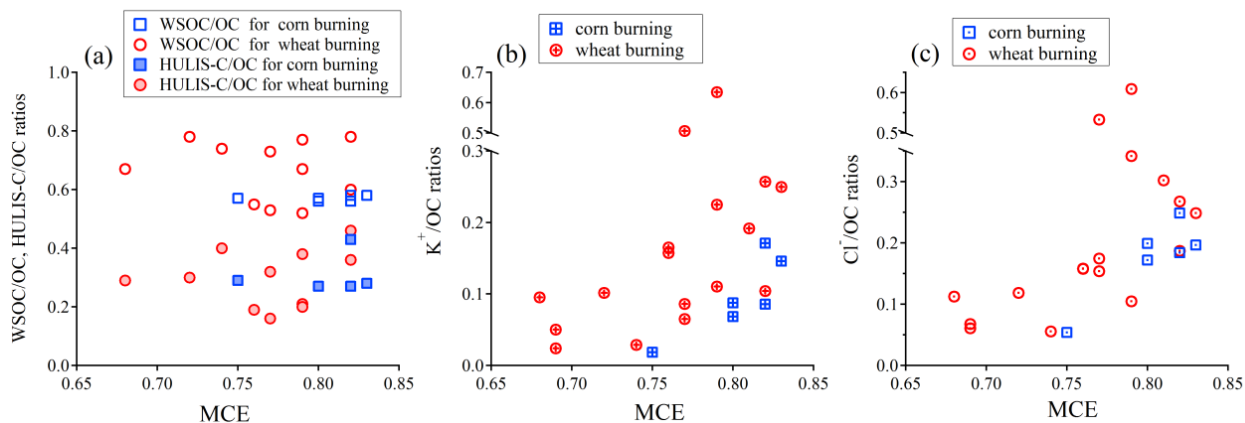 (a)
WSOC/OC for corn burning
WSOC/OC for wheat burning
HULIS-C/OC for corn burning
HULIS-C/OC for wheat burning
WSOC/OC, HULIS-C/OC ratios
1.0
0.8
0.6
0.4
0.2
0.0
0.65 0.70 0.75 0.80 0.85
MCE
(b)
corn burning
wheat burning
K+/OC ratios
0.7
0.6
0.5
0.3
0.2
0.1
0.0
0.65 0.70 0.75 0.80 0.85
MCE
(c)
corn burning
wheat burning
Cl-/OC ratios
0.6
0.5
0.3
0.2
0.1
0.0
0.65 0.70 0.75 0.80 0.85
MCE